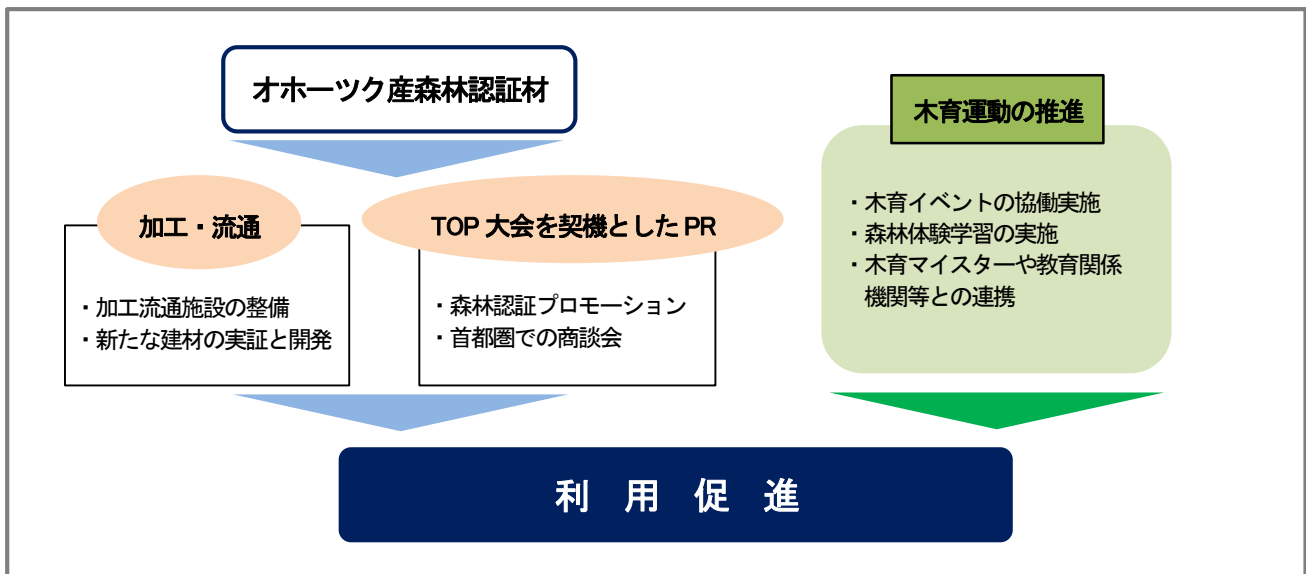 オホーツク産森林認証材
加工・流通
・加工流通施設の整備
・新たな建材の実証と開発
TOP 大会を契機とした PR
・森林認証プロモーション
・首都圏での商談会
木育運動の推進
・木育イベントの協働実施
・森林体験学習の実施
・木育マイスターや教育関係
機関等との連携
利 用 促 進